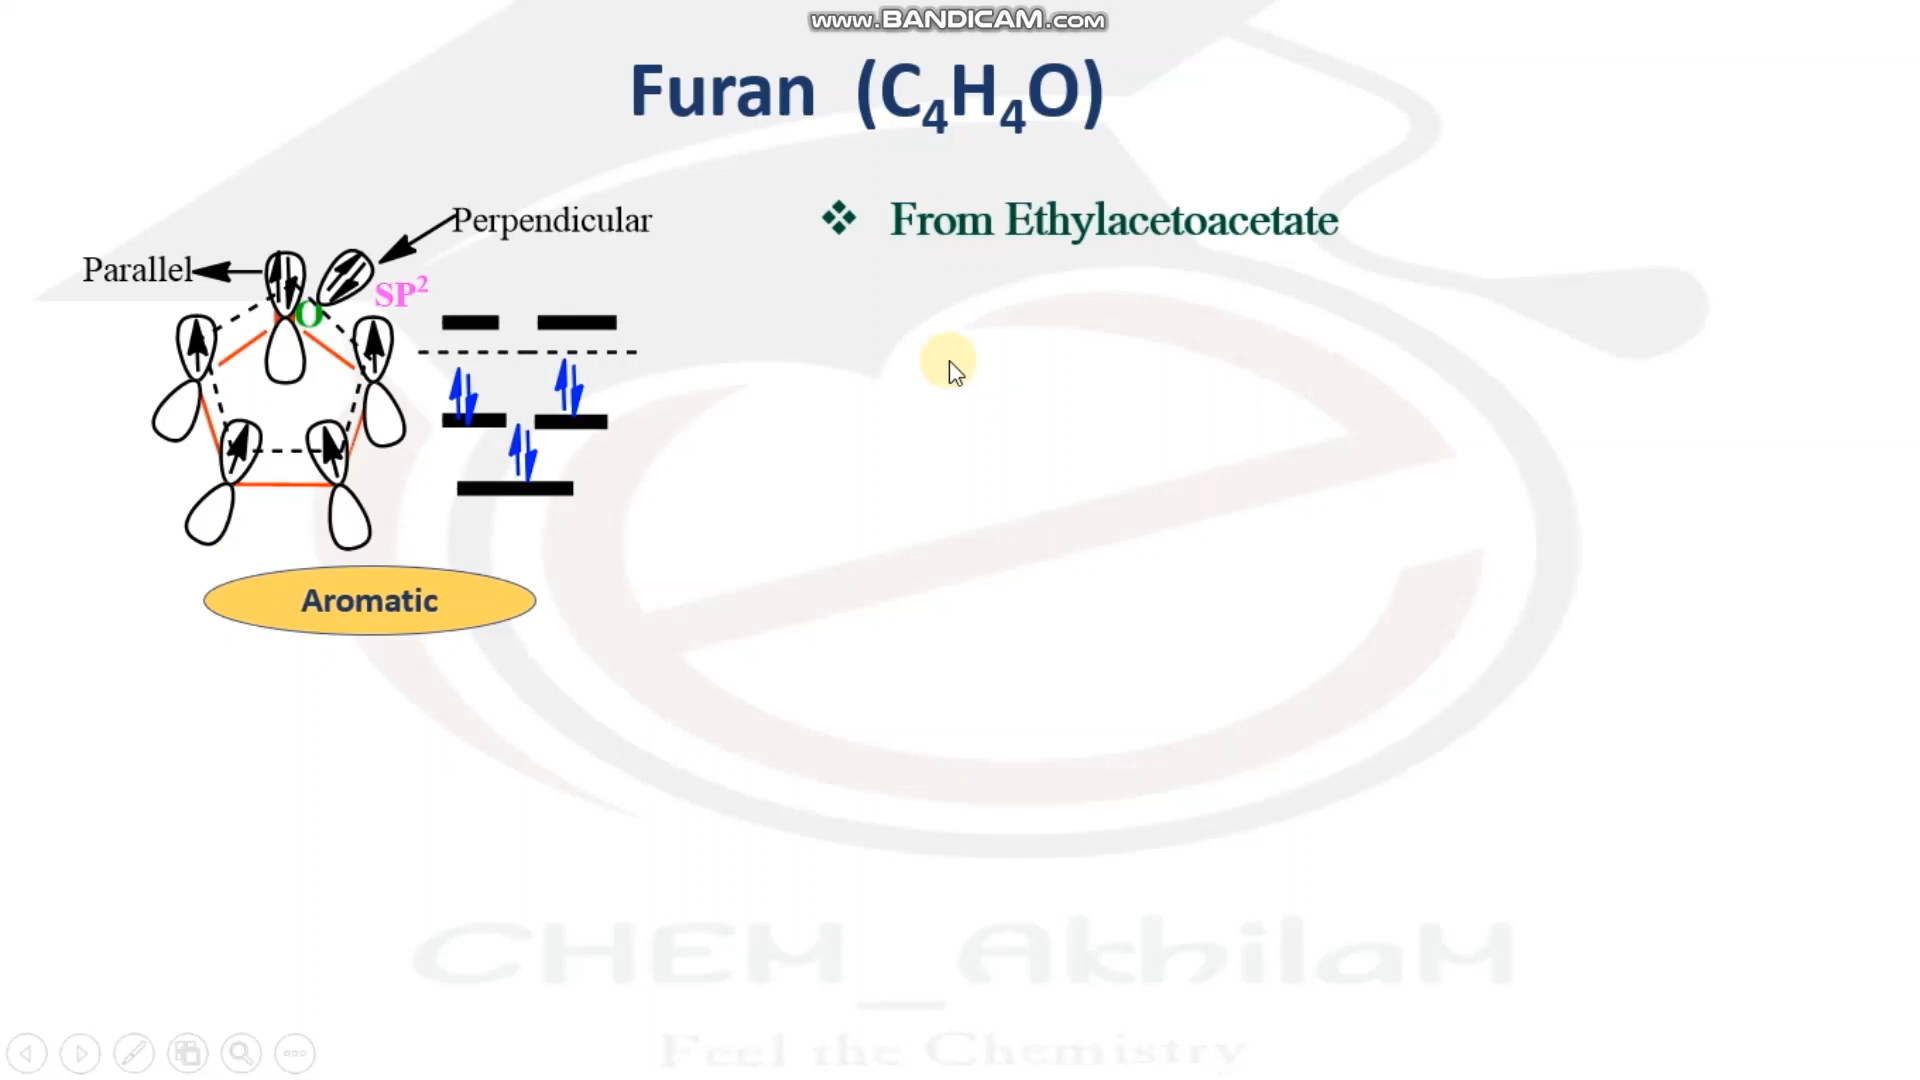 www.BANDICAM.com
Furan (C₄H₄O)
Perpendicular
❖ From Ethylacetoacetate
Parallel
SP²
O
Aromatic
CHEM_AkhilaM
Feel the Chemistry